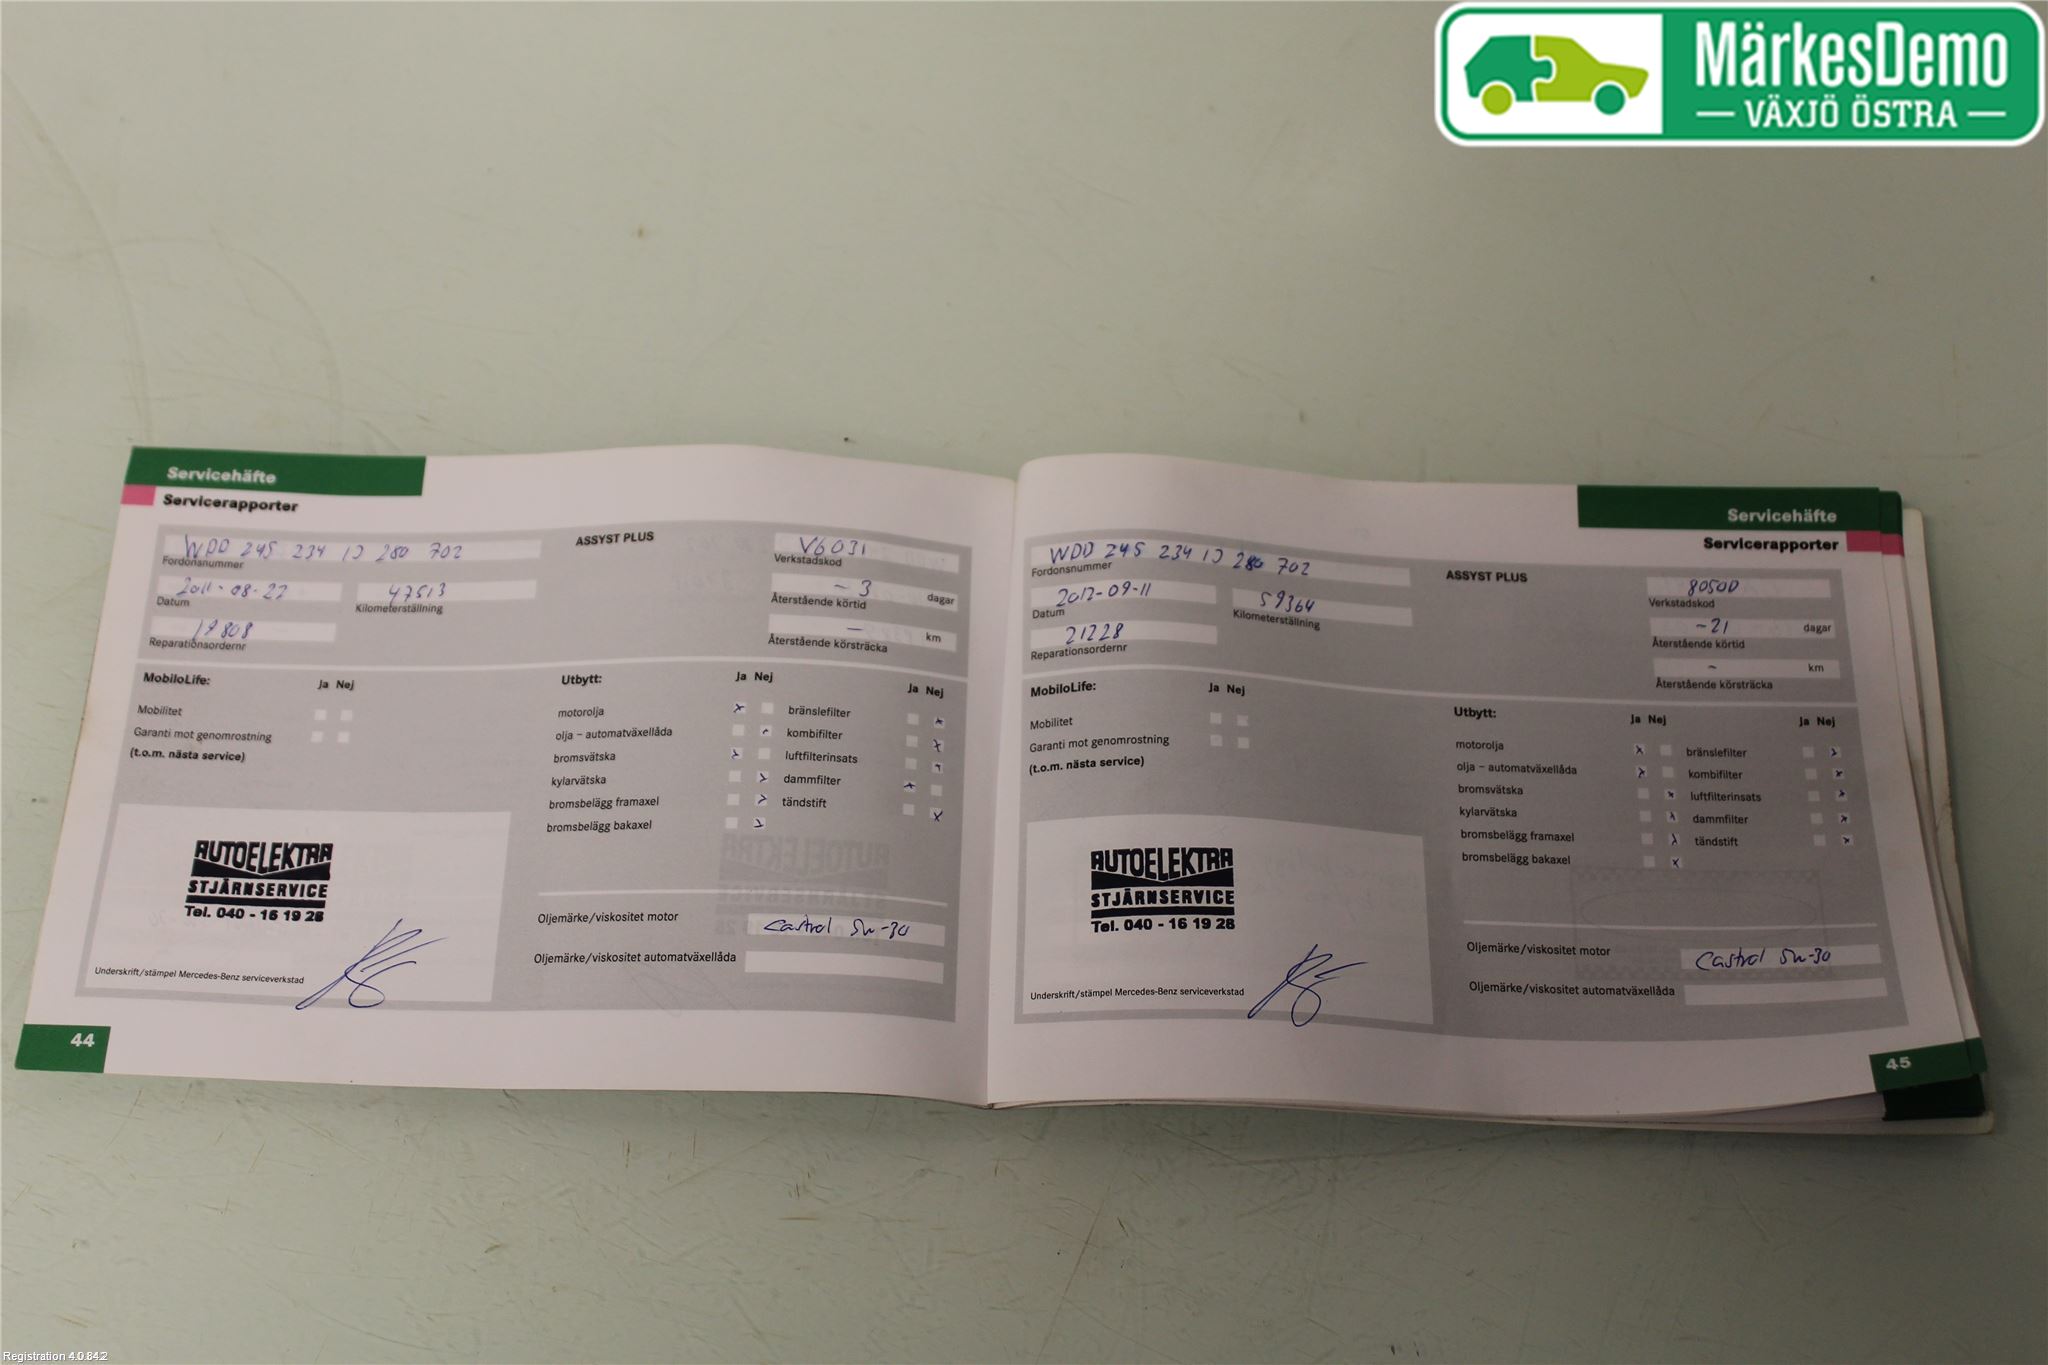 MärkesDemo
VÄXJÖ ÖSTRA
Servicehäfte
Servicerapporter
WDD 245 234 1J 280 702
Fordonsnummer
2011-08-22
Datum
47513
Kilometerställning
17808
Reparationsordernr
ASSYST PLUS
V6031
Verkstadskod
-3 dagar
Återstående körtid
- km
Återstående körsträcka
MobiloLife: Ja Nej
Mobilitet
Garanti mot genomrostning
(t.o.m. nästa service)
Utbytt: Ja Nej
motorolja
olja – automatväxellåda
bromsvätska
kylarvätska
bromsbelägg framaxel
bromsbelägg bakaxel
Ja Nej
bränslefilter
kombifilter
luftfilterinsats
dammfilter
tändstift
AUTOELEKTRA
STJÄRNSERVICE
Tel. 040 - 16 19 28
Underskrift/stämpel Mercedes-Benz serviceverkstad
Oljemärke/viskositet motor Castrol 5w-30
Oljemärke/viskositet automatväxellåda
44
Servicehäfte
Servicerapporter
WDD 245 234 1J 280 702
Fordonsnummer
2012-09-11
Datum
59364
Kilometerställning
21228
Reparationsordernr
ASSYST PLUS
80500
Verkstadskod
-21 dagar
Återstående körtid
- km
Återstående körsträcka
MobiloLife: Ja Nej
Mobilitet
Garanti mot genomrostning
(t.o.m. nästa service)
Utbytt: Ja Nej
motorolja
olja – automatväxellåda
bromsvätska
kylarvätska
bromsbelägg framaxel
bromsbelägg bakaxel
Ja Nej
bränslefilter
kombifilter
luftfilterinsats
dammfilter
tändstift
AUTOELEKTRA
STJÄRNSERVICE
Tel. 040 - 16 19 28
Underskrift/stämpel Mercedes-Benz serviceverkstad
Oljemärke/viskositet motor Castrol 5w-30
Oljemärke/viskositet automatväxellåda
45
Registration 4.0.84.2